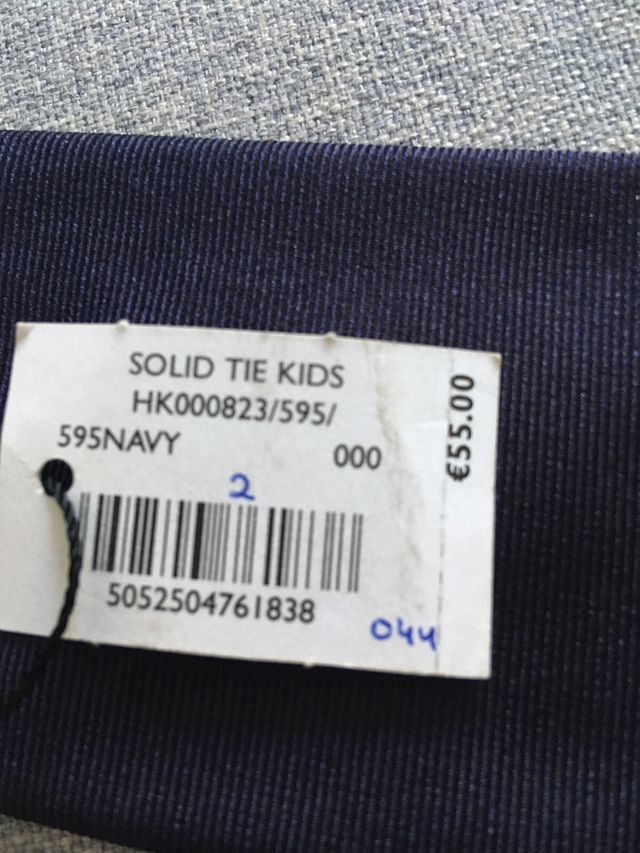 SOLID TIE KIDS
HK000823/595/
595NAVY 000
2
5052504761838
044
€55.00